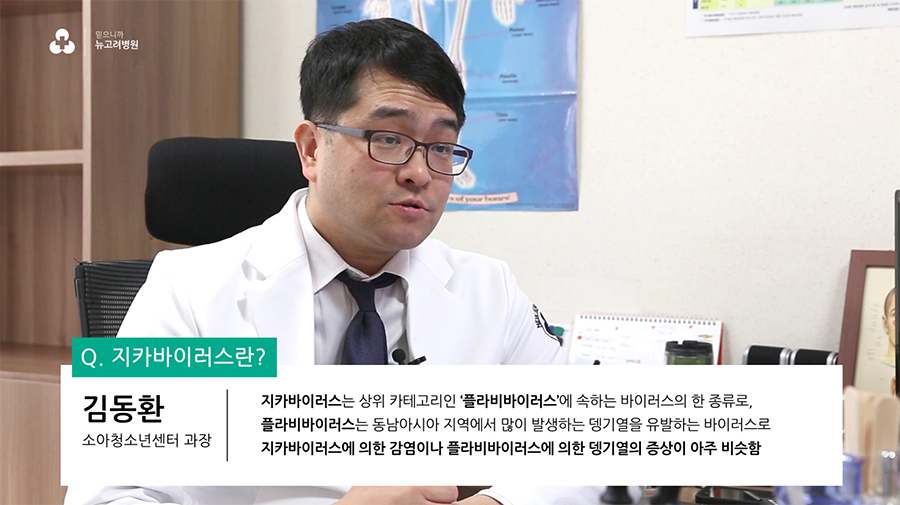 믿으니까
뉴고려병원
Q. 지카바이러스란?
김동환
소아청소년센터 과장
지카바이러스는 상위 카테고리인 '플라비바이러스'에 속하는 바이러스의 한 종류로,
플라비바이러스는 동남아시아 지역에서 많이 발생하는 뎅기열을 유발하는 바이러스로
지카바이러스에 의한 감염이나 플라비바이러스에 의한 뎅기열의 증상이 아주 비슷함